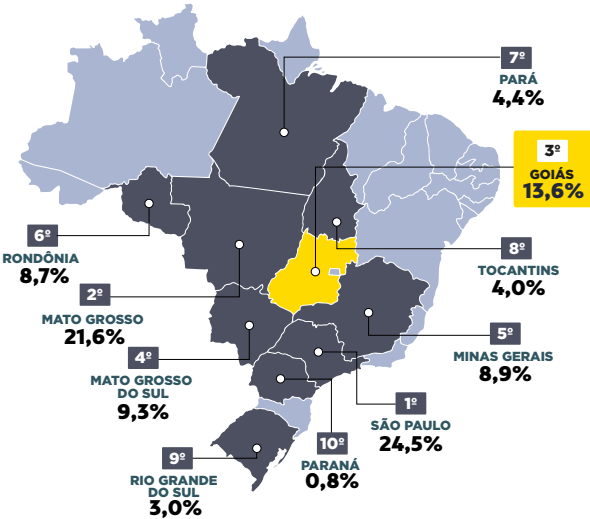 7º
PARÁ
4,4%
3º
GOIÁS
13,6%
6º
RONDÔNIA
8,7%
8º
TOCANTINS
4,0%
2º
MATO GROSSO
21,6%
5º
MINAS GERAIS
8,9%
4º
MATO GROSSO
DO SUL
9,3%
1º
SÃO PAULO
24,5%
10º
PARANÁ
0,8%
9º
RIO GRANDE
DO SUL
3,0%